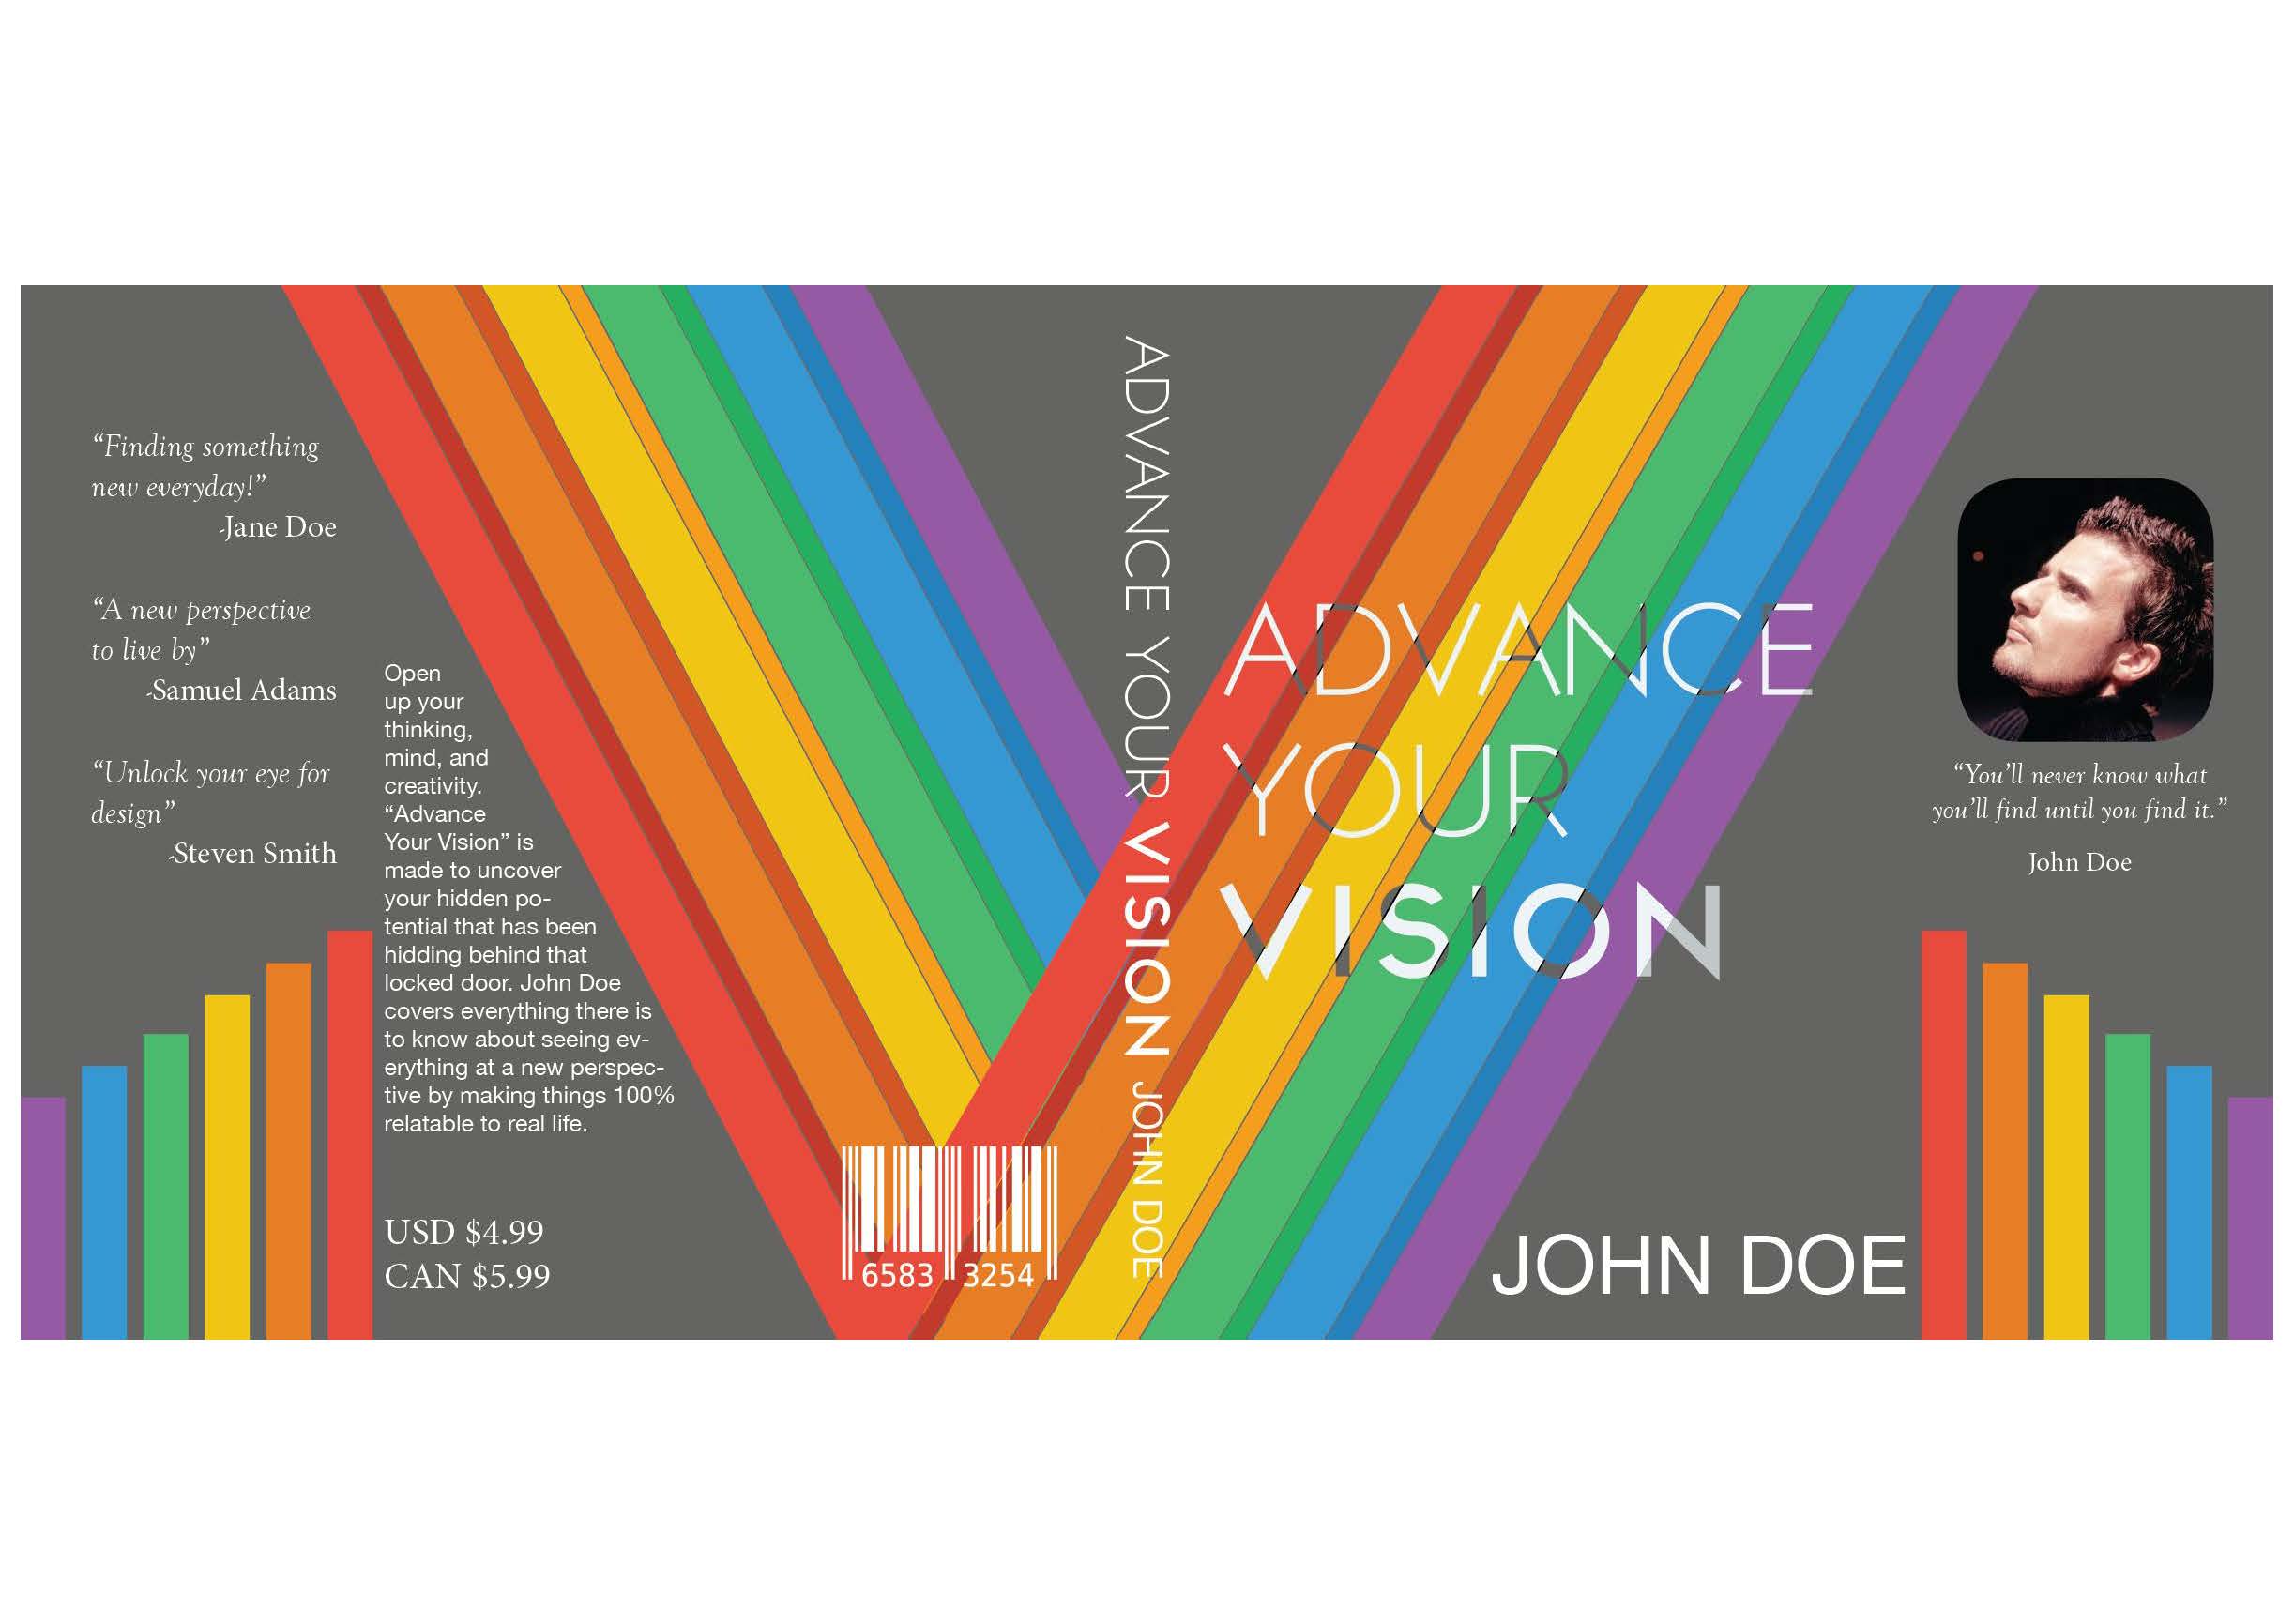 “Finding something
new everyday!”
-Jane Doe
“A new perspective
to live by”
-Samuel Adams
“Unlock your eye for
design”
-Steven Smith
Open
up your
thinking,
mind, and
creativity.
“Advance
Your Vision” is
made to uncover
your hidden po-
tential that has been
hidding behind that
locked door. John Doe
covers everything there is
to know about seeing ev-
erything at a new perspec-
tive by making things 100%
relatable to real life.
USD $4.99
CAN $5.99
6583 3254
ADVANCE YOUR VISION JOHN DOE
ADVANCE
YOUR
VISION
JOHN DOE
“You’ll never know what
you’ll find until you find it.”
John Doe